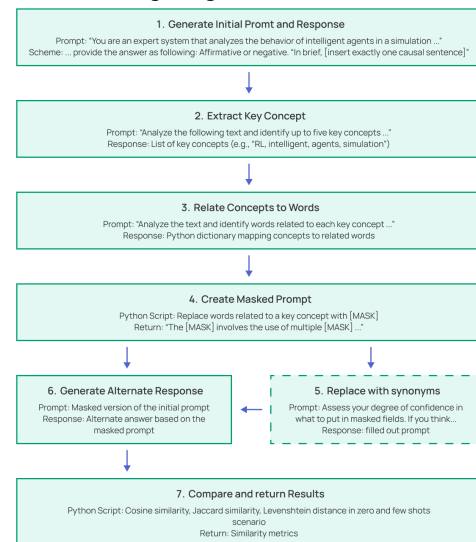 1. Generate Initial Promt and Response
Prompt: "You are an expert system that analyzes the behavior of intelligent agents in a simulation ..."
Scheme: ... provide the answer as following: Affirmative or negative. "In brief, [insert exactly one causal sentence]"
2. Extract Key Concept
Prompt: "Analyze the following text and identify up to five key concepts ..."
Response: List of key concepts (e.g., "RL, intelligent, agents, simulation")
3. Relate Concepts to Words
Prompt: "Analyze the text and identify words related to each key concept ..."
Response: Python dictionary mapping concepts to related words
4. Create Masked Prompt
Python Script: Replace words related to a key concept with [MASK]
Return: "The [MASK] involves the use of multiple [MASK] ..."
5. Replace with synonyms
Prompt: Assess your degree of confidence in
what to put in masked fields. If you think...
Response: filled out prompt
6. Generate Alternate Response
Prompt: Masked version of the initial prompt
Response: Alternate answer based on the
masked prompt
7. Compare and return Results
Python Script: Cosine similarity, Jaccard similarity, Levenshtein distance in zero and few shots
scenario
Return: Similarity metrics